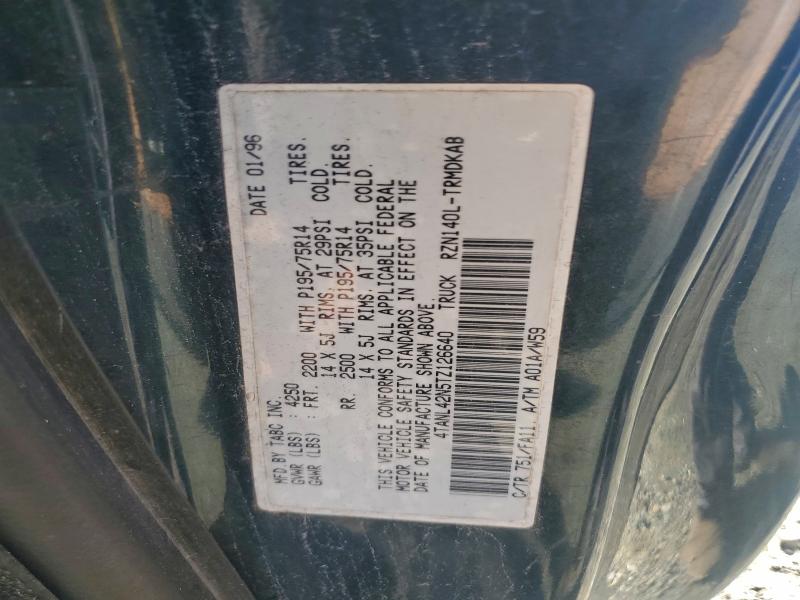 MFD. BY TABC INC. DATE 01/96
GVWR (LBS) : 4250
GAWR (LBS) : FRT. 2200 WITH P195/75R14 TIRES.
14 X 5J RIMS. AT 29PSI COLD.
RR. 2500 WITH P195/75R14 TIRES.
14 X 5J RIMS. AT 35PSI COLD.
THIS VEHICLE CONFORMS TO ALL APPLICABLE FEDERAL
MOTOR VEHICLE SAFETY STANDARDS IN EFFECT ON THE
DATE OF MANUFACTURE SHOWN ABOVE.
4TANL42N5TZ126640 TRUCK RZN140L-TRMDKAB
C/TR 751/FA11 A/TM A01A/W59